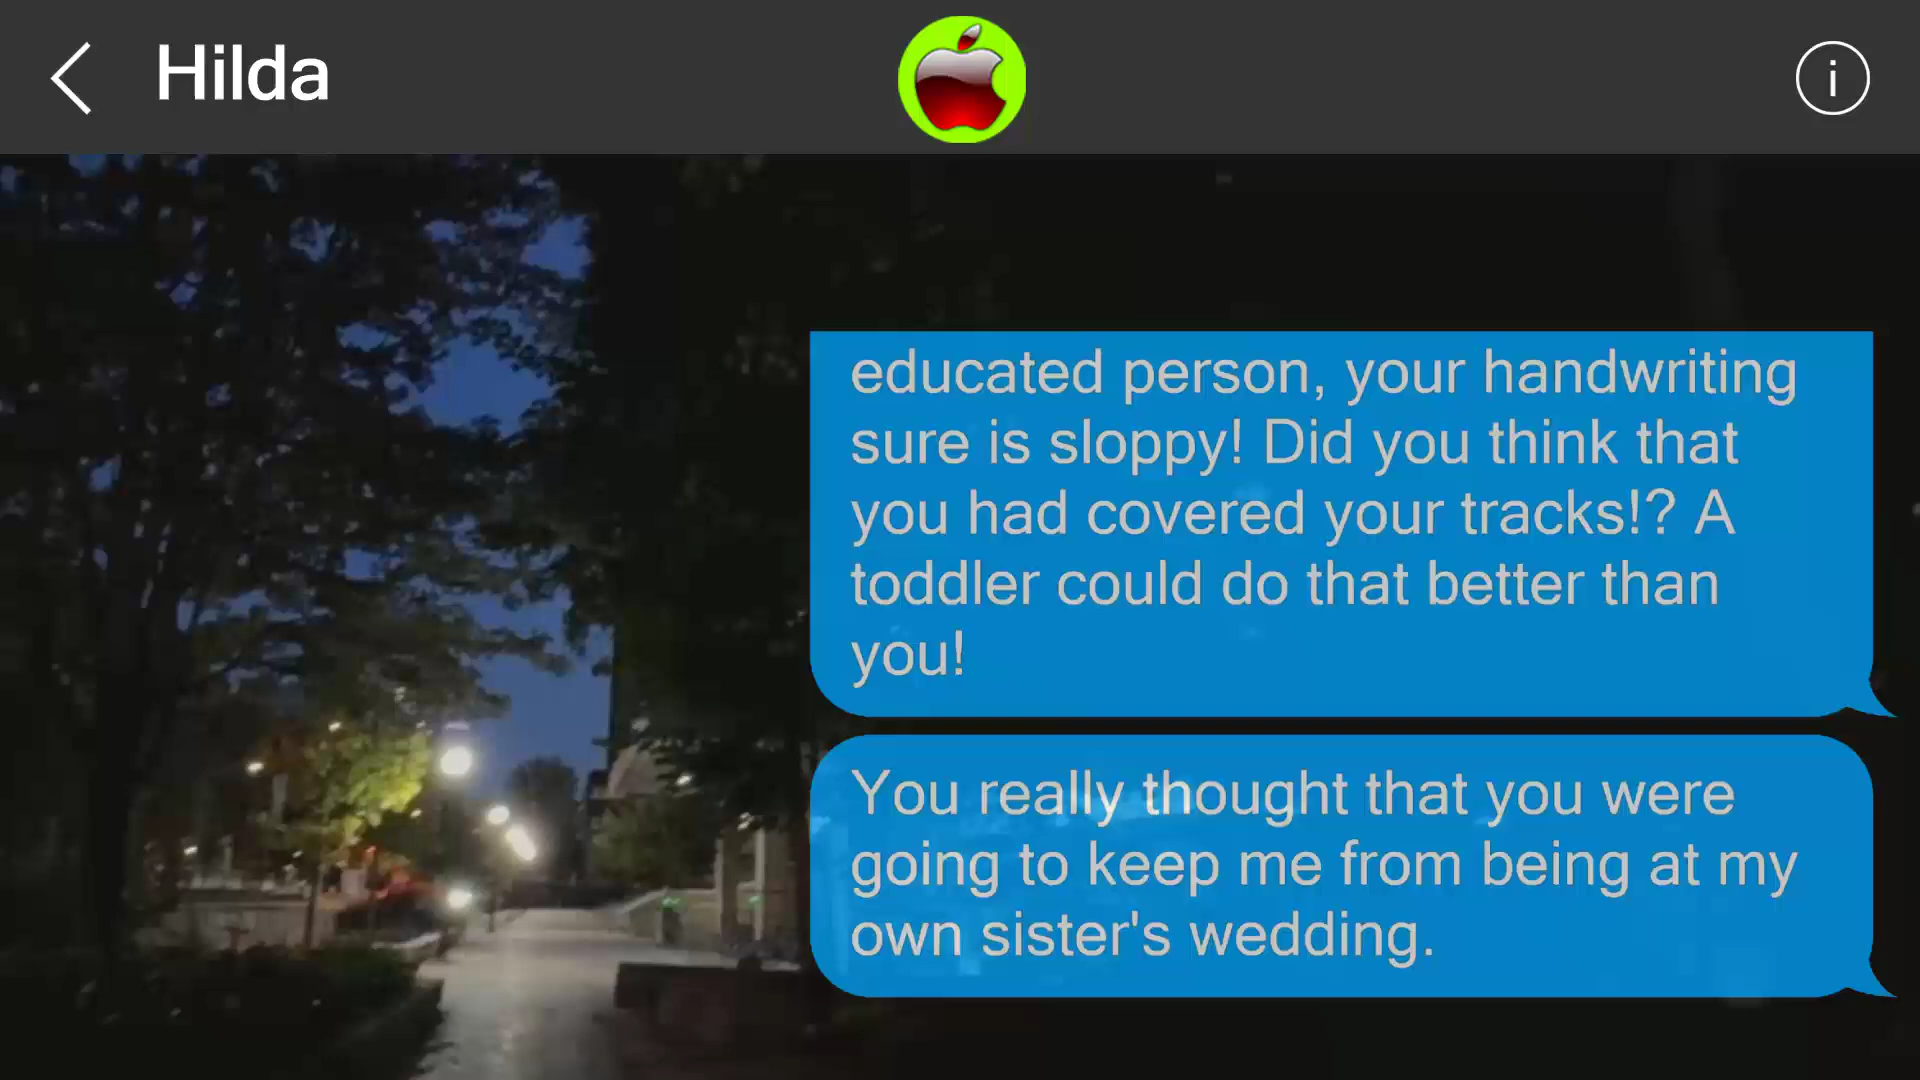 Hilda
i
educated person, your handwriting
sure is sloppy! Did you think that
you had covered your tracks!? A
toddler could do that better than
you!
You really thought that you were
going to keep me from being at my
own sister's wedding.